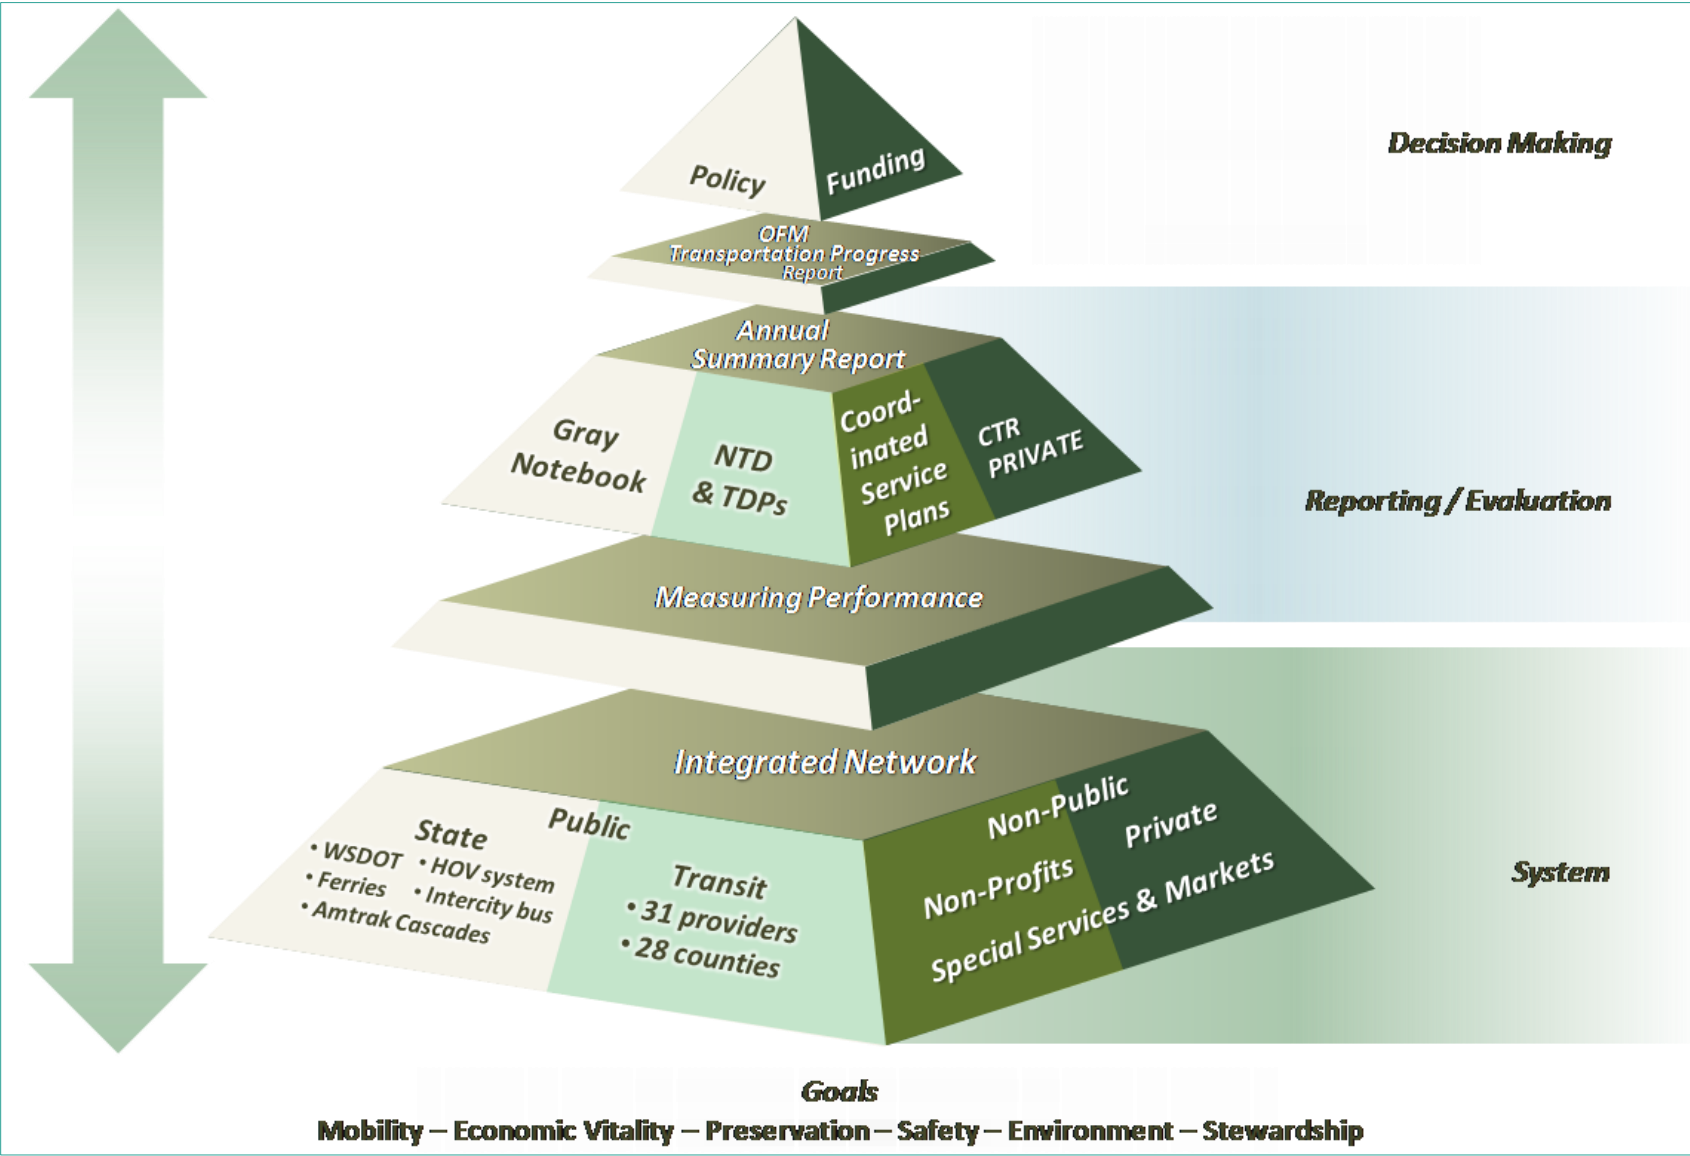 Decision Making
Policy
Funding
OFM
Transportation Progress
Report
Annual
Summary Report
Gray
Notebook
NTD
& TDPs
Coord-
inated
Service
Plans
CTR
PRIVATE
Reporting / Evaluation
Measuring Performance
Integrated Network
Public
State
• WSDOT
• HOV system
• Ferries
• Intercity bus
• Amtrak Cascades
Transit
• 31 providers
• 28 counties
Non-Public
Non-Profits
Private
Special Services & Markets
System
Goals
Mobility – Economic Vitality – Preservation – Safety – Environment – Stewardship